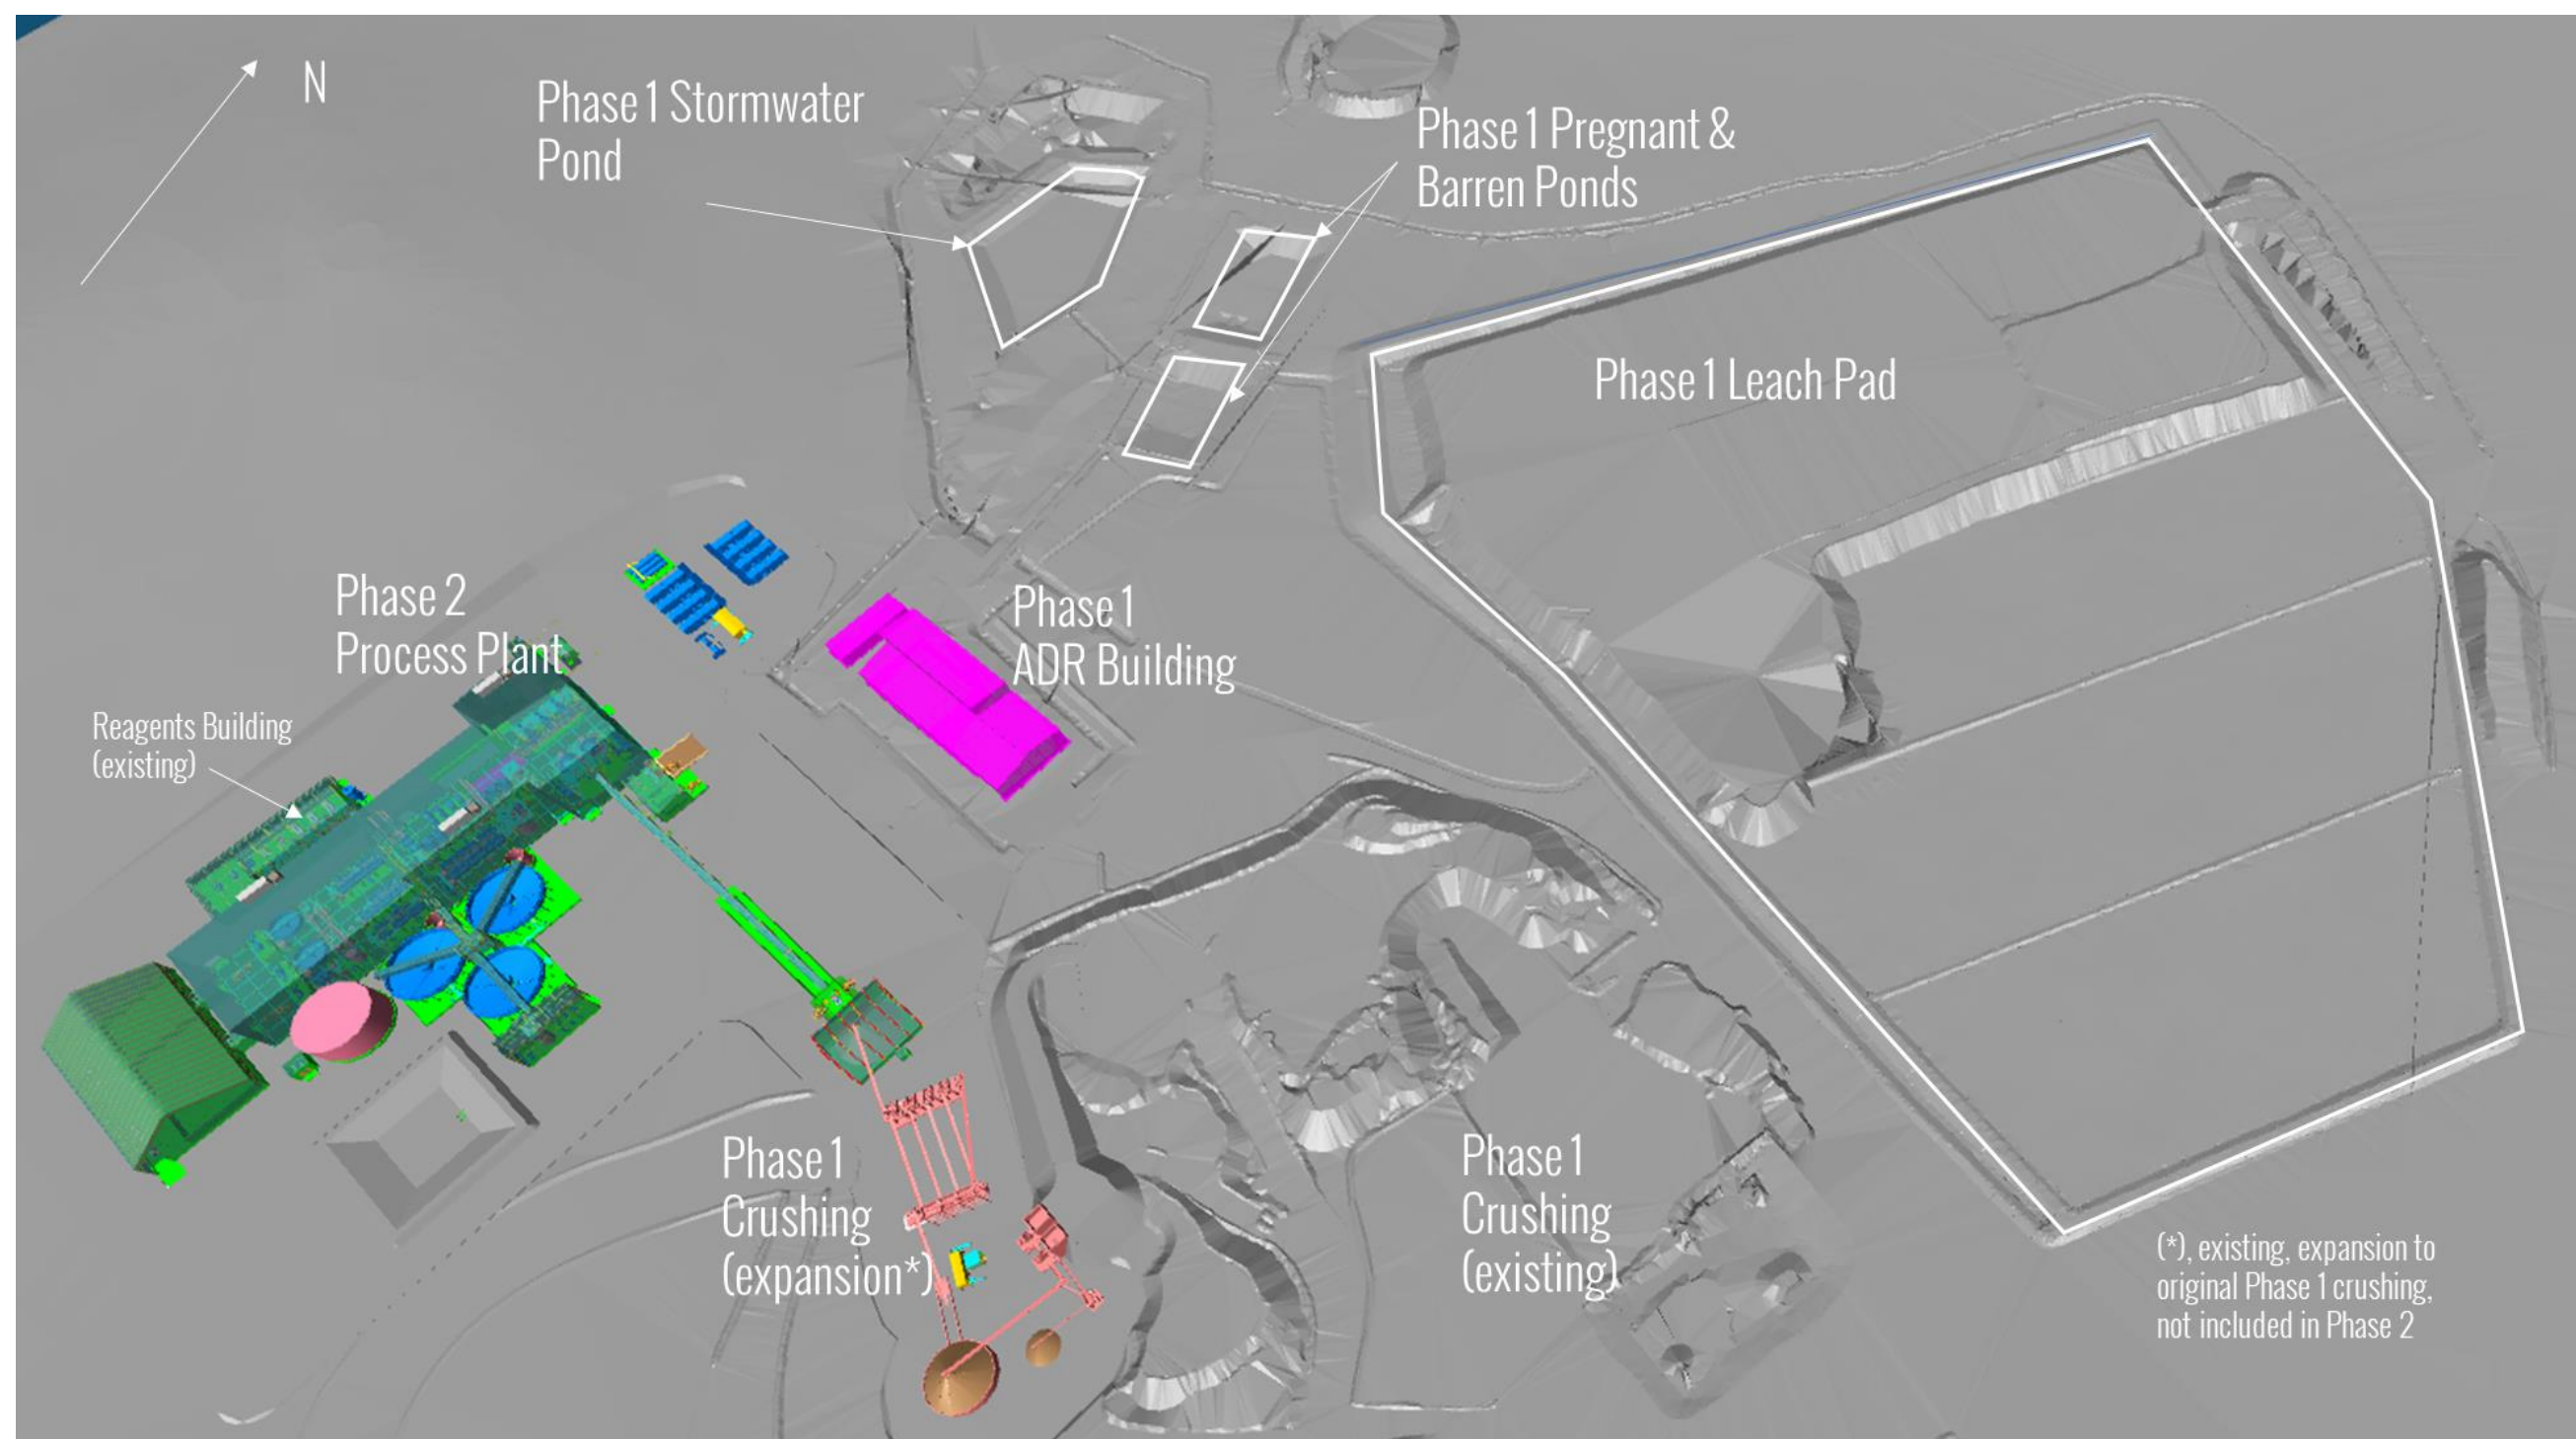 N
Phase 1 Stormwater
Pond
Phase 1 Pregnant &
Barren Ponds
Phase 1 Leach Pad
Phase 2
Process Plant
Phase 1
ADR Building
Reagents Building
(existing)
Phase 1
Crushing
(expansion*)
Phase 1
Crushing
(existing)
(*), existing, expansion to
original Phase 1 crushing,
not included in Phase 2